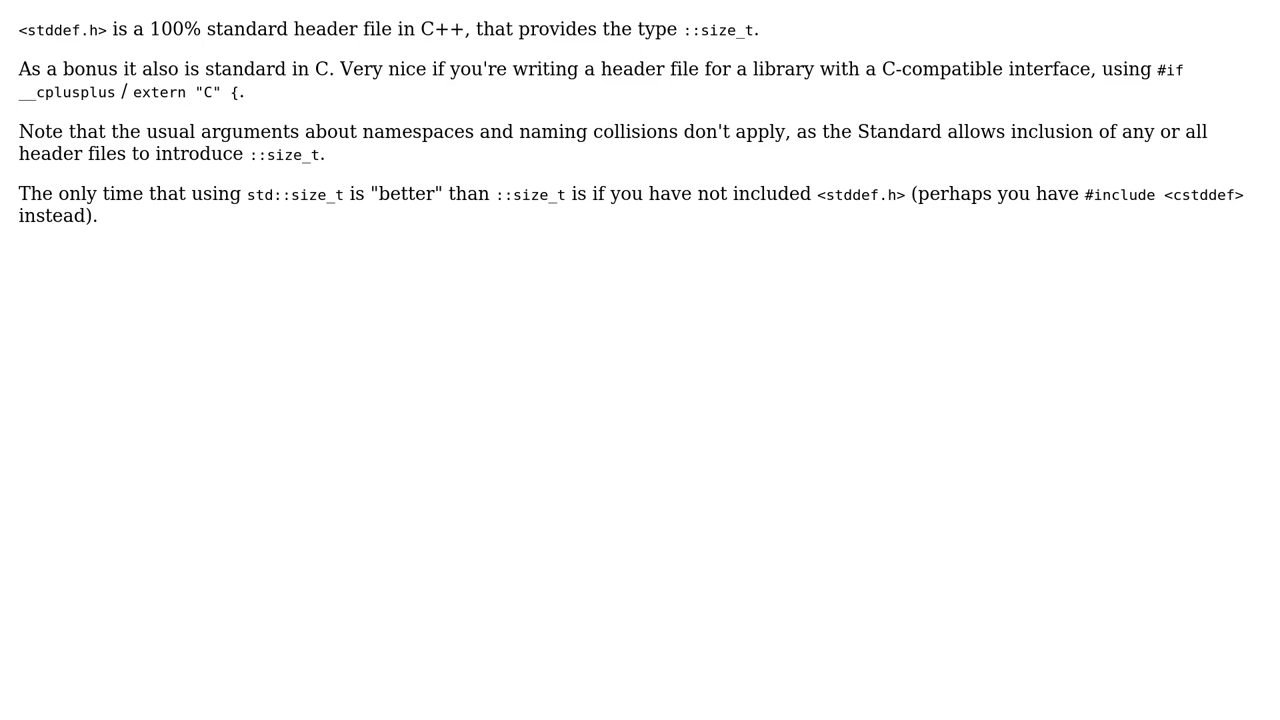 <stddef.h> is a 100% standard header file in C++, that provides the type ::size_t.
As a bonus it also is standard in C. Very nice if you're writing a header file for a library with a C-compatible interface, using #if
__cplusplus / extern "C" {.
Note that the usual arguments about namespaces and naming collisions don't apply, as the Standard allows inclusion of any or all
header files to introduce ::size_t.
The only time that using std::size_t is "better" than ::size_t is if you have not included <stddef.h> (perhaps you have #include <cstddef>
instead).